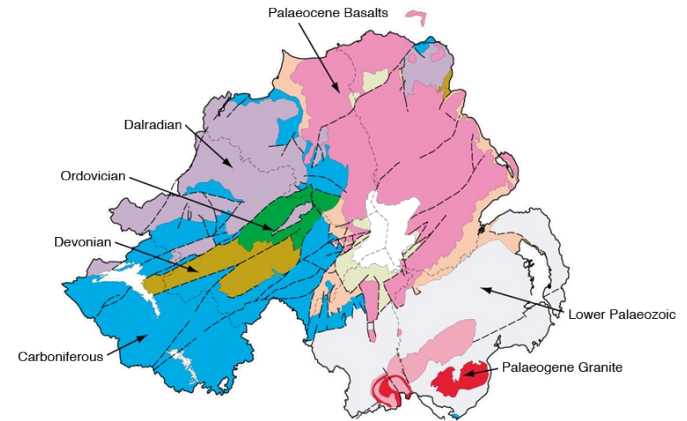 Palaeocene Basalts
Dalradian
Ordovician
Devonian
Lower Palaeozoic
Carboniferous
Palaeogene Granite